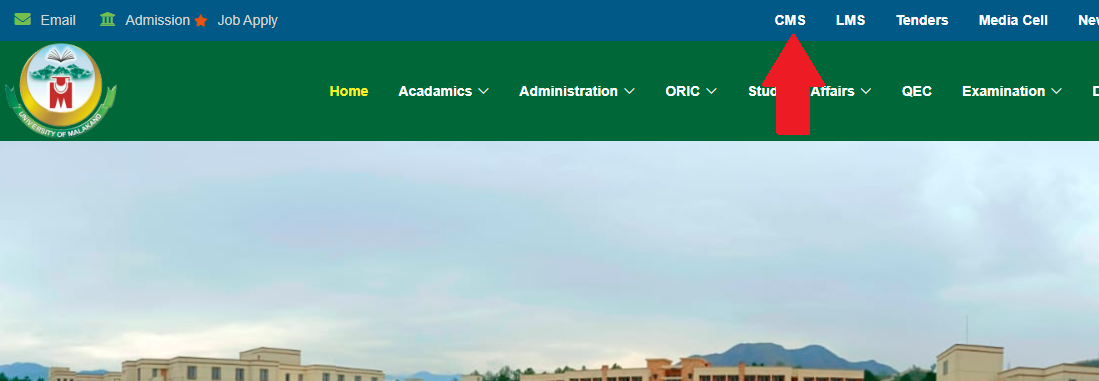 Email Admission Job Apply CMS LMS Tenders Media Cell
Home Acadamics Administration ORIC Affairs QEC Examination
UNIVERSITY OF MALAKAND